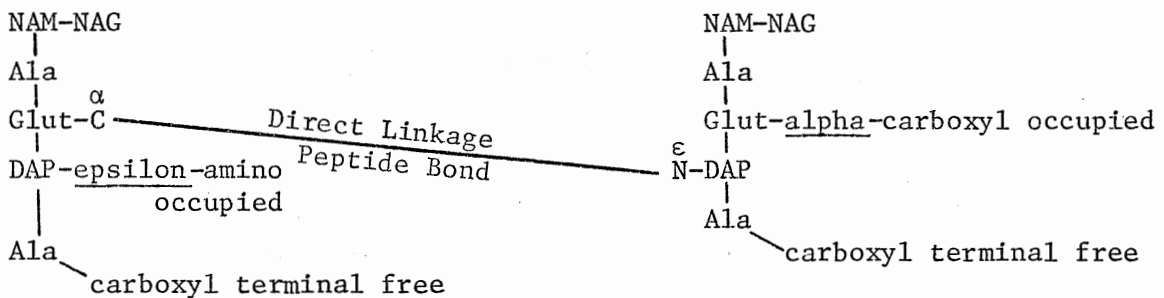 NAM-NAG NAM-NAG
Ala Ala
α
Glut-C Direct Linkage Glut-alpha-carboxyl occupied
Peptide Bond ε
DAP-epsilon-amino N-DAP
occupied
Ala Ala
carboxyl terminal free carboxyl terminal free